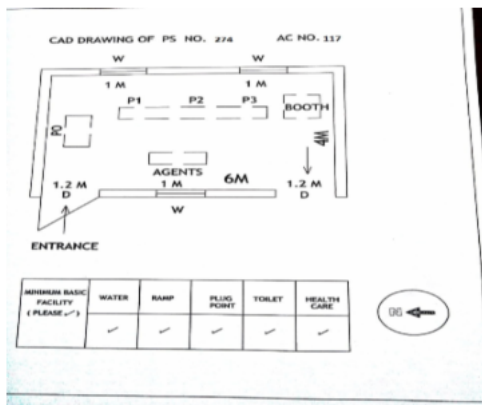 CAD DRAWING OF PS NO. 274 AC NO. 117
W W
1 M 1 M
P1 P2 P3
BOOTH
PO
4M
AGENTS
6M
1.2 M 1 M 1.2 M
D D
W
ENTRANCE
MINIMUM BASIC FACILITY ( PLEASE ✓ ) WATER RAMP PLUG POINT TOILET HEALTH CARE
✓ ✓ ✓ ✓ ✓